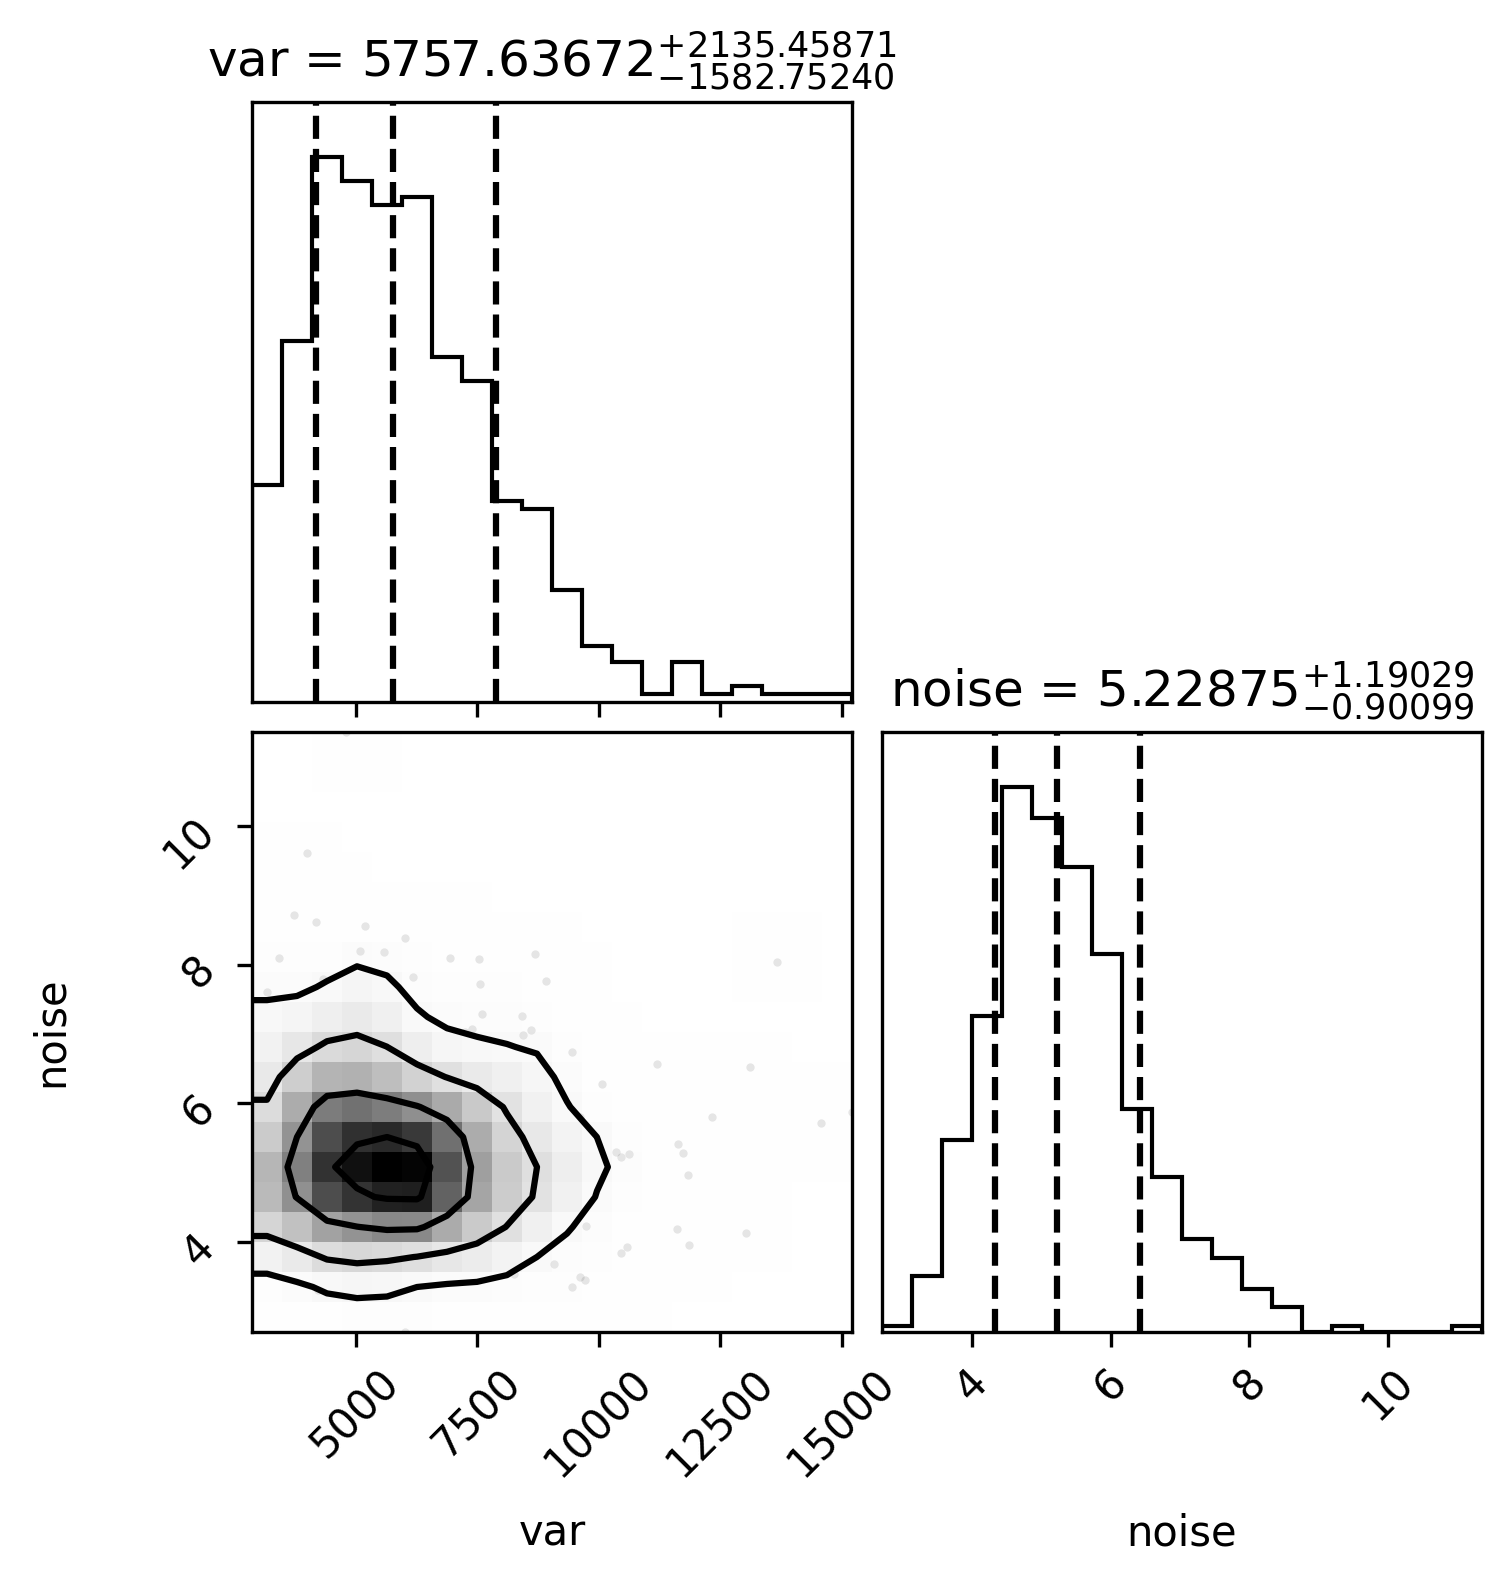 var = 5757.63672+2135.45871−1582.75240
noise = 5.22875+1.19029−0.90099
10
8
6
4
noise
5000 7500 10000 12500 15000 4 6 8 10
var noise